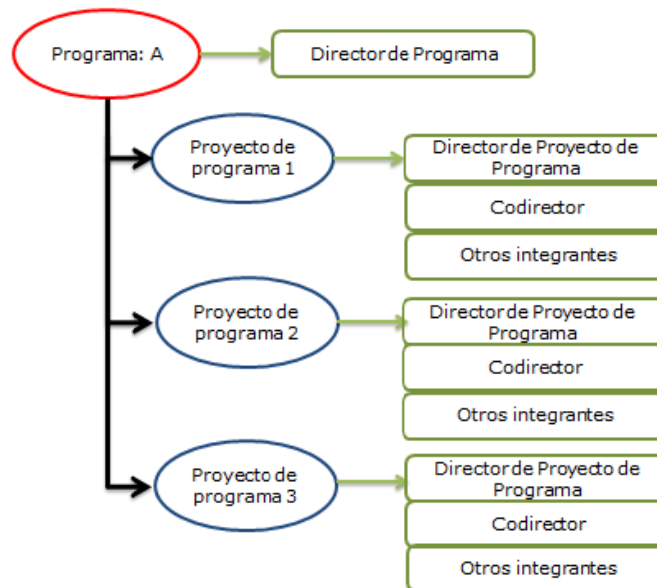 Programa: A
Director de Programa
Proyecto de
programa 1
Director de Proyecto de
Programa
Codirector
Otros integrantes
Proyecto de
programa 2
Director de Proyecto de
Programa
Codirector
Otros integrantes
Proyecto de
programa 3
Director de Proyecto de
Programa
Codirector
Otros integrantes